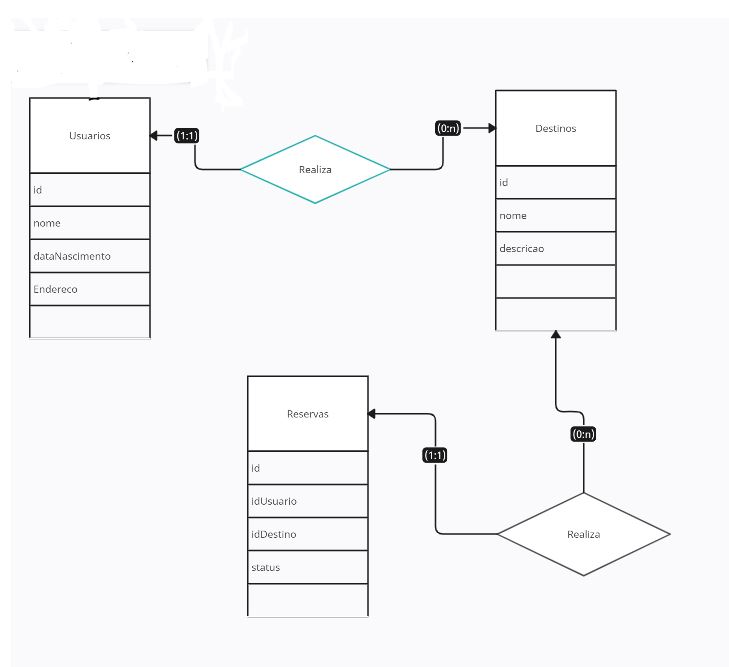 Usuarios
id
nome
dataNascimento
Endereco
(1:1)
Realiza
(0:n)
Destinos
id
nome
descricao
Reservas
id
idUsuario
idDestino
status
(1:1)
(0:n)
Realiza